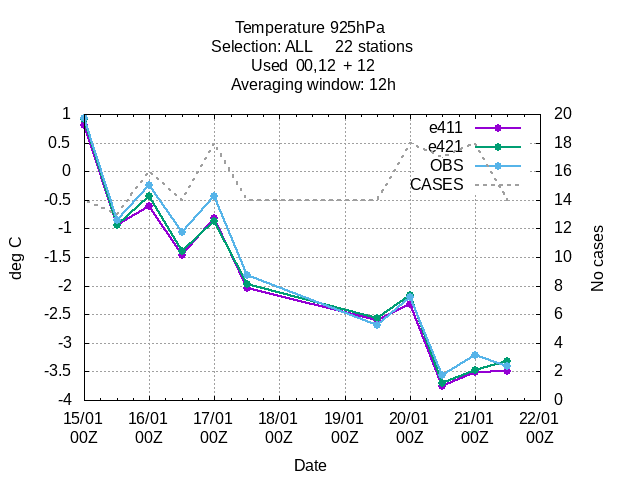 Temperature 925hPa
Selection: ALL 22 stations
Used 00,12 + 12
Averaging window: 12h
1
0.5
0
-0.5
-1
-1.5
-2
-2.5
-3
-3.5
-4
deg C
e411
e421
OBS
CASES
20
18
16
14
12
10
8
6
4
2
0
No cases
15/01 16/01 17/01 18/01 19/01 20/01 21/01 22/01
00Z 00Z 00Z 00Z 00Z 00Z 00Z 00Z
Date